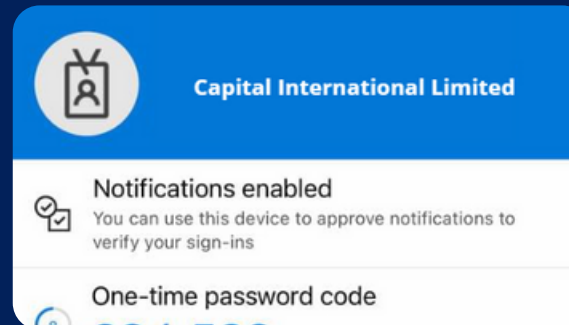 Capital International Limited
Notifications enabled
You can use this device to approve notifications to
verify your sign-ins
One-time password code